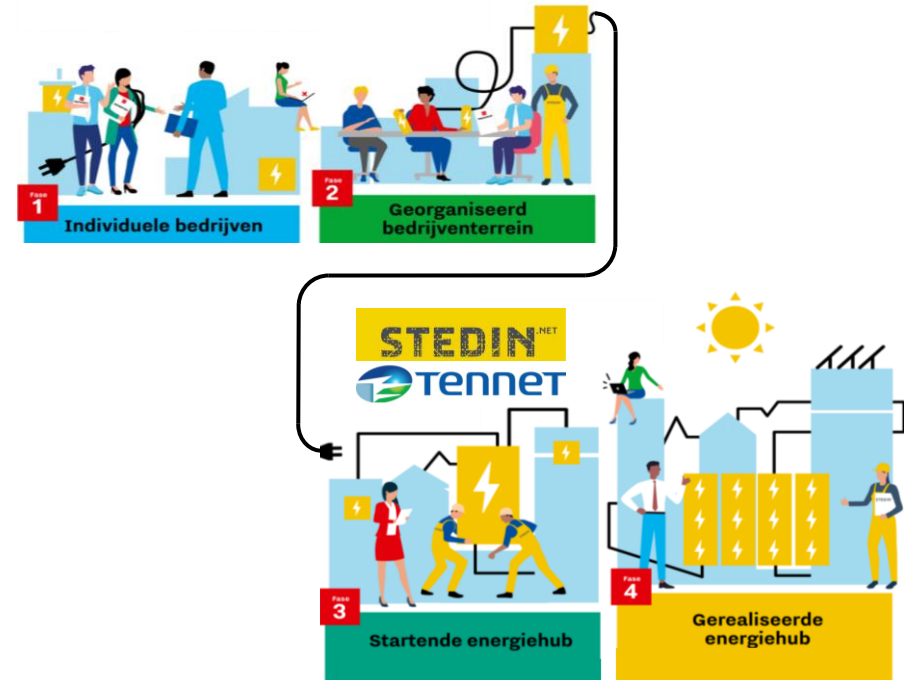 Fase
1
Individuele bedrijven
Fase
2
Georganiseerd
bedrijventerrein
STEDIN.NET
TenneT
Fase
3
Startende energiehub
STEDIN
Fase
4
Gerealiseerde
energiehub